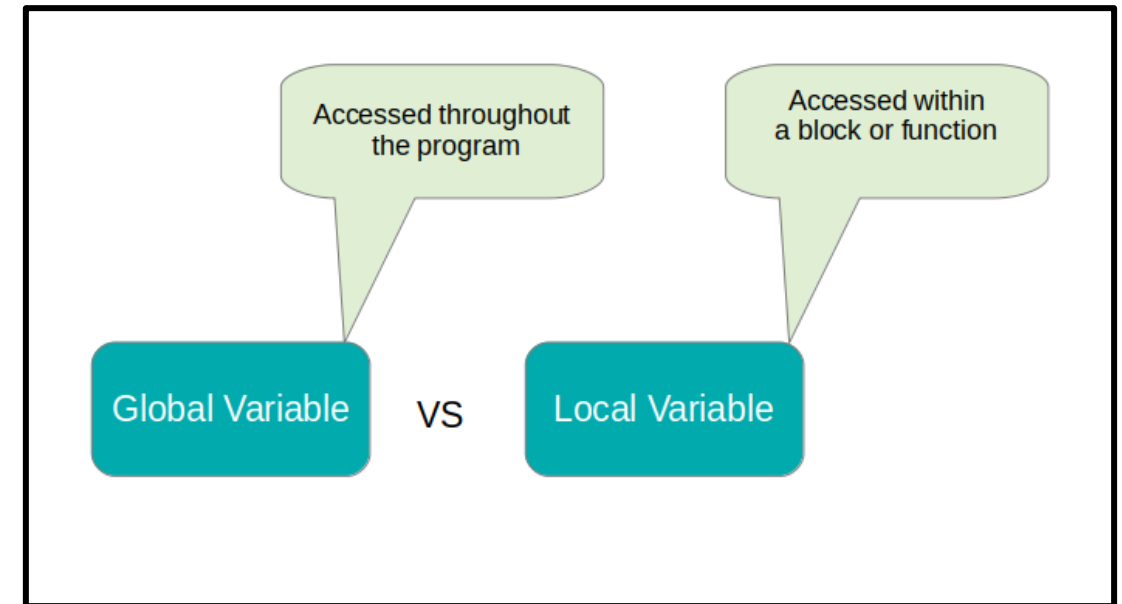 Accessed throughout
the program
Accessed within
a block or function
Global Variable
VS
Local Variable